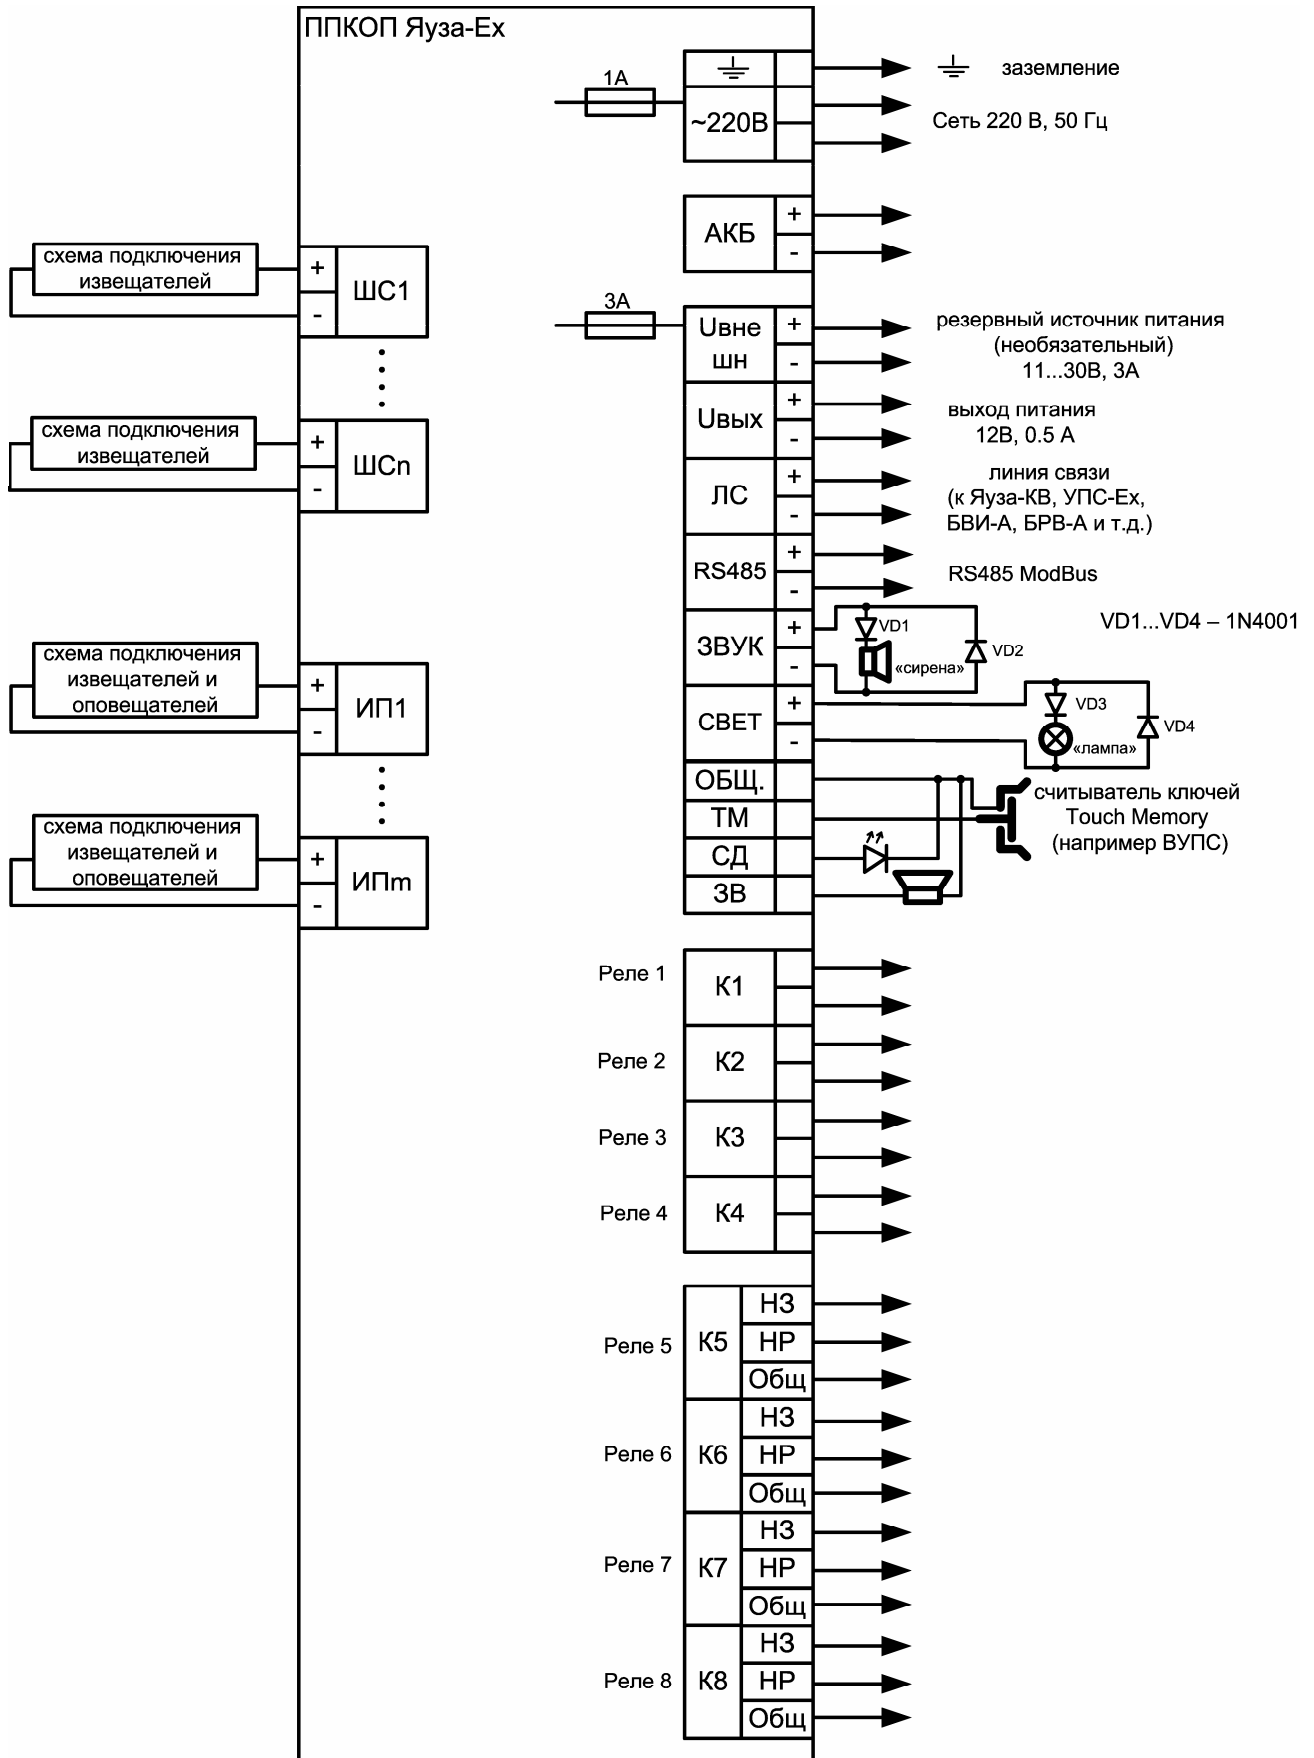 ППКОП Яуза-Ex
1А
~220В
заземление
Сеть 220 В, 50 Гц
АКБ
+
-
схема подключения
извещателей
+
-
ШС1
схема подключения
извещателей
+
-
ШСn
3А
Uвне
шн
+
-
резервный источник питания
(необязательный)
11...30В, 3А
Uвых
+
-
выход питания
12В, 0.5 А
ЛС
+
-
линия связи
(к Яуза-КВ, УПС-Ex,
БВИ-А, БРВ-А и т.д.)
RS485
+
-
RS485 ModBus
ЗВУК
+
-
VD1
«сирена»
VD2
VD1...VD4 – 1N4001
СВЕТ
+
-
VD3
«лампа»
VD4
схема подключения
извещателей и
оповещателей
+
-
ИП1
схема подключения
извещателей и
оповещателей
+
-
ИПm
ОБЩ.
ТМ
СД
ЗВ
считыватель ключей
Touch Memory
(например ВУПС)
Реле 1
К1
Реле 2
К2
Реле 3
К3
Реле 4
К4
Реле 5
К5
НЗ
НР
Общ
Реле 6
К6
НЗ
НР
Общ
Реле 7
К7
НЗ
НР
Общ
Реле 8
К8
НЗ
НР
Общ